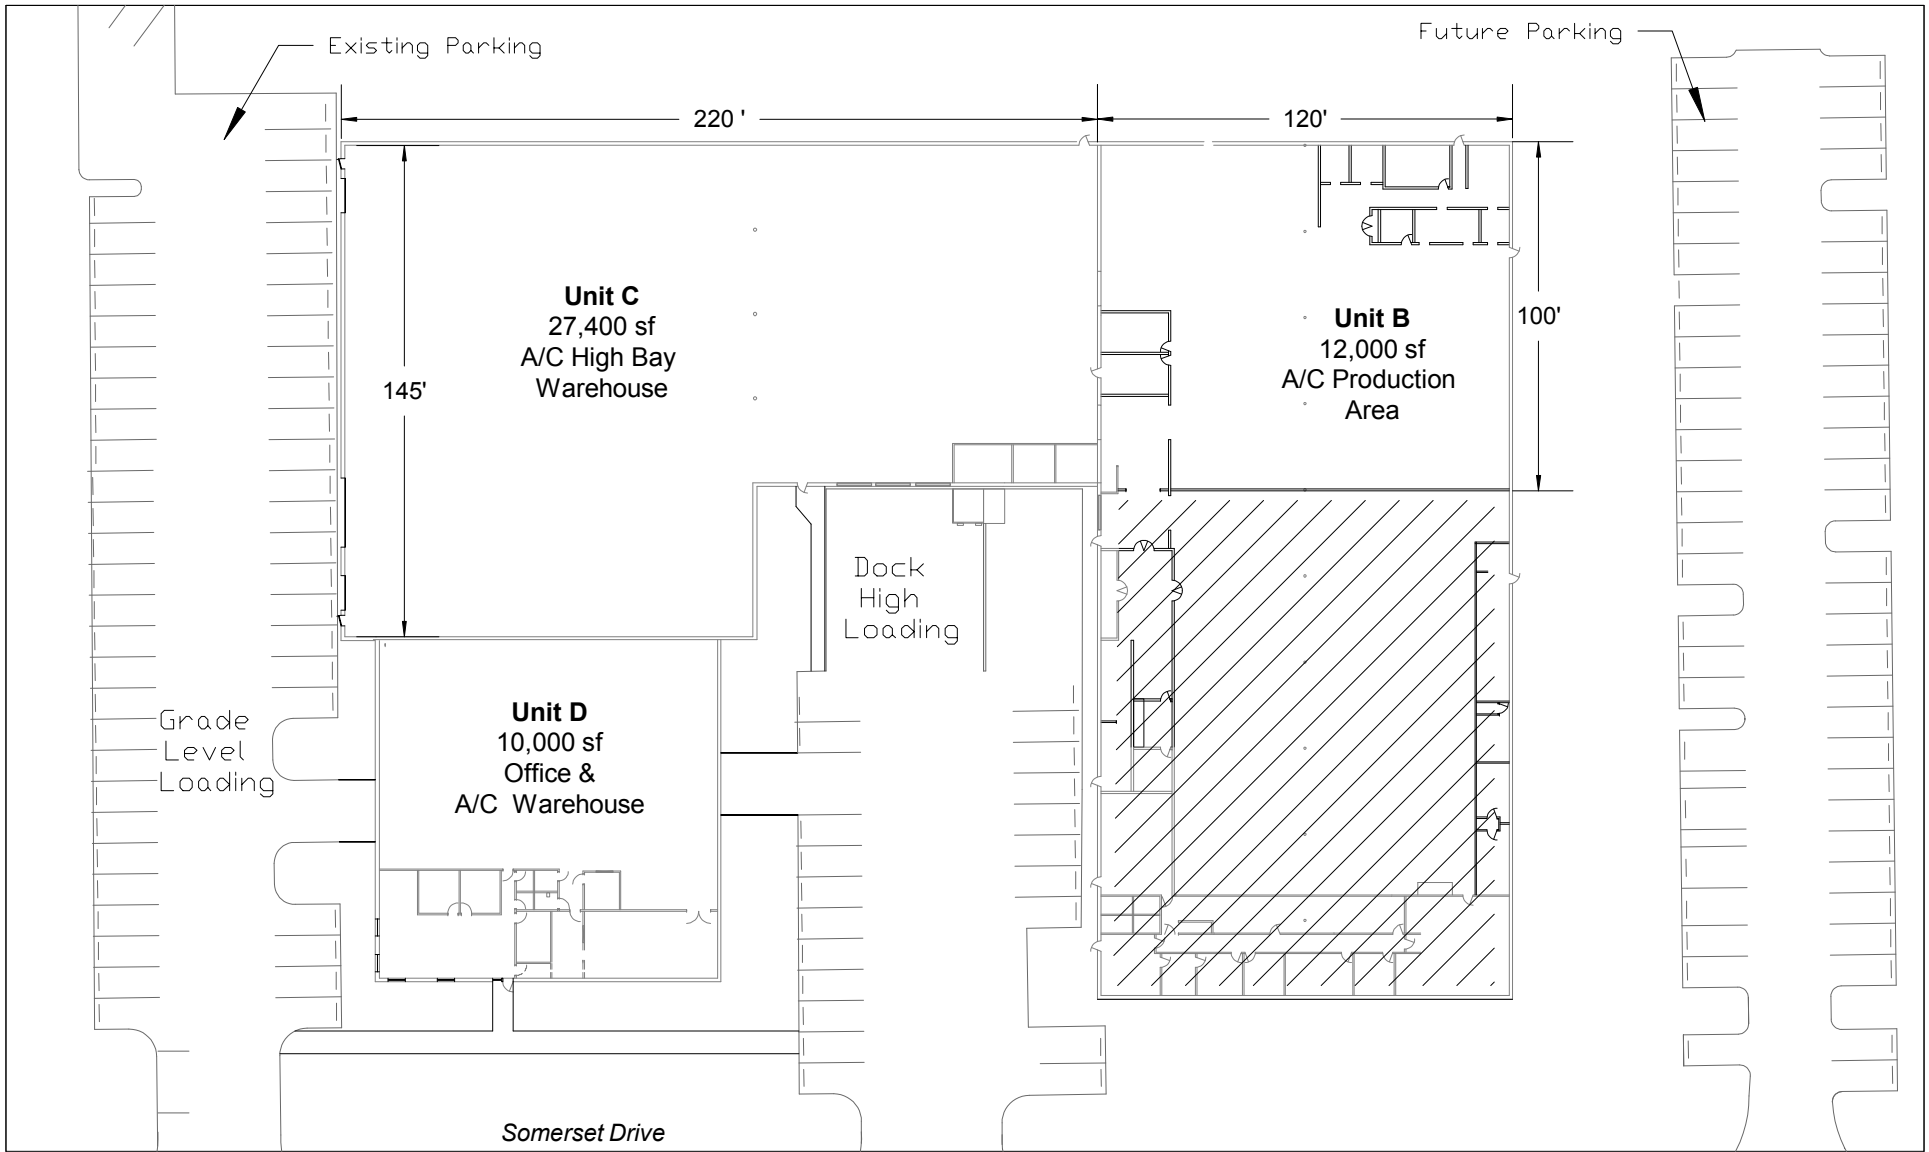 Existing Parking
Future Parking
220 '
120'
Unit C
27,400 sf
A/C High Bay
Warehouse
145'
Unit B
12,000 sf
A/C Production
Area
100'
Dock
High
Loading
Grade
Level
Loading
Unit D
10,000 sf
Office &
A/C Warehouse
Somerset Drive